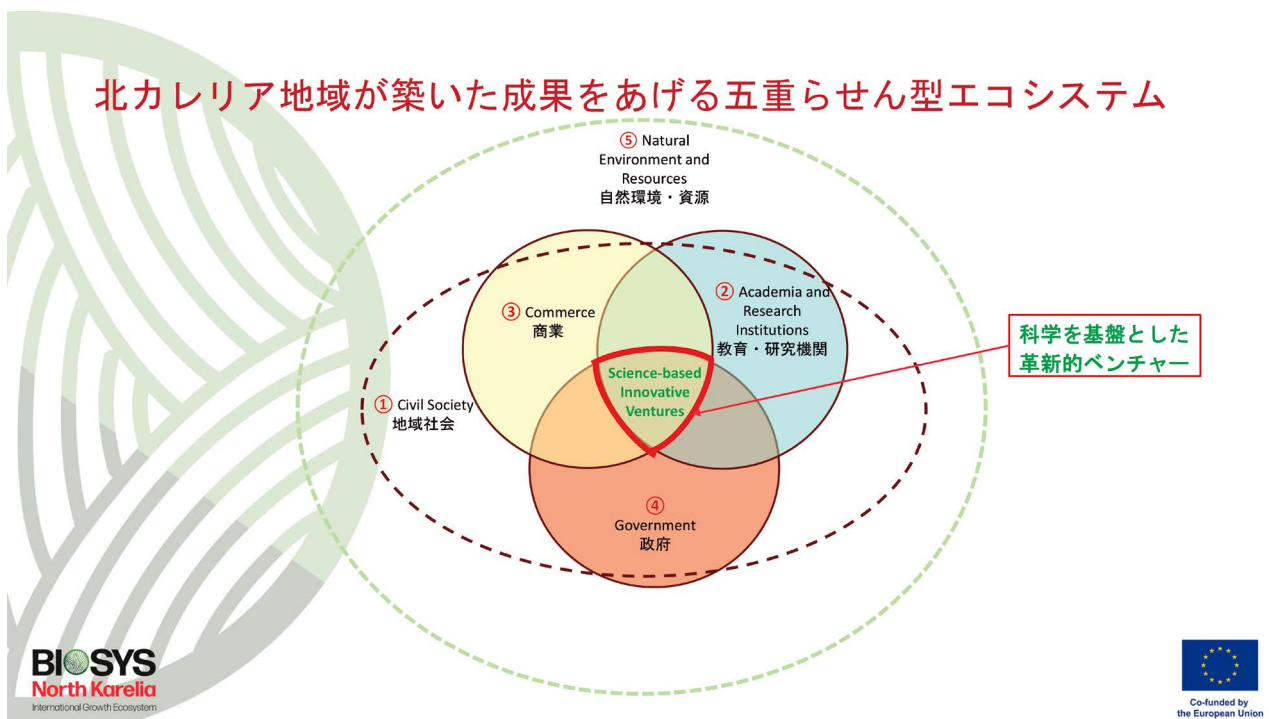 北カレリア地域が築いた成果をあげる五重らせん型エコシステム
⑤ Natural
Environment and
Resources
自然環境・資源
③ Commerce
商業
② Academia and
Research
Institutions
教育・研究機関
科学を基盤とした
革新的ベンチャー
Science-based
Innovative
Ventures
① Civil Society
地域社会
④
Government
政府
BIOSYS
North Karelia
International Growth Ecosystem
Co-funded by
the European Union